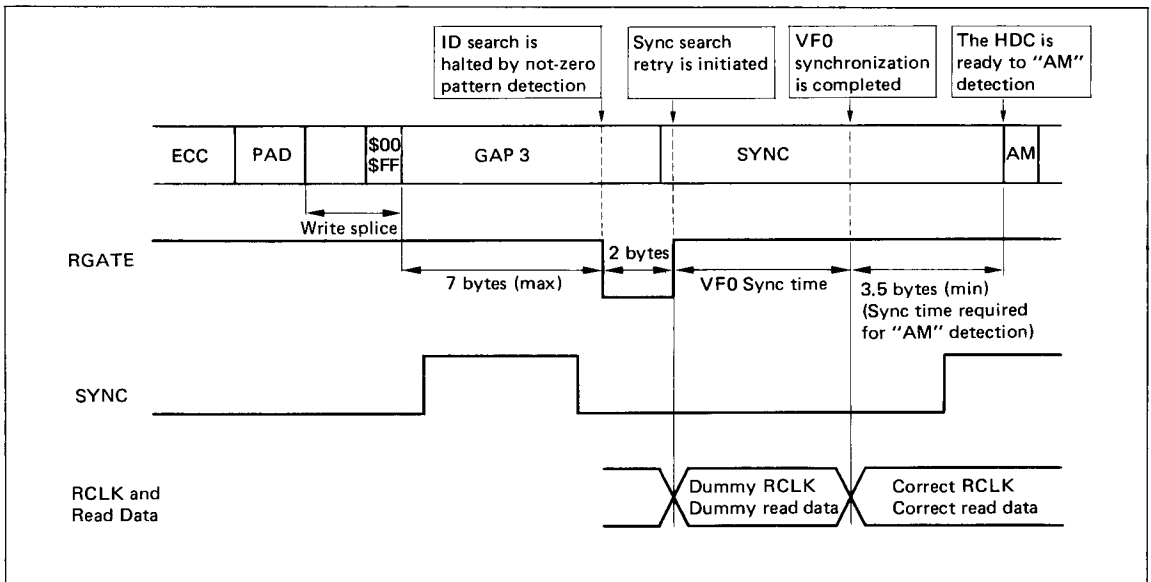 ID search is
halted by not-zero
pattern detection
Sync search
retry is initiated
VFO
synchronization
is completed
The HDC is
ready to "AM"
detection
ECC
PAD
$00
$FF
GAP 3
SYNC
AM
Write splice
RGATE
7 bytes (max)
2 bytes
VFO Sync time
3.5 bytes (min)
(Sync time required
for "AM" detection)
SYNC
RCLK and
Read Data
Dummy RCLK
Dummy read data
Correct RCLK
Correct read data